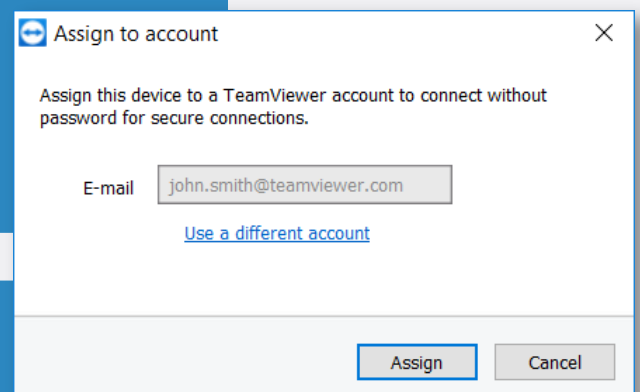 Assign to account
Assign this device to a TeamViewer account to connect without
password for secure connections.
E-mail john.smith@teamviewer.com
Use a different account
Assign Cancel